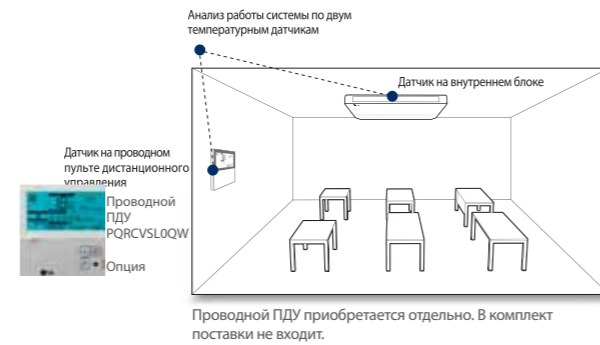 Анализ работы системы по двум
температурным датчикам
Датчик на внутреннем блоке
Датчик на проводном
пульте дистанционного
управления
Проводной
ПДУ
PQRCVSL0QW
Опция
Проводной ПДУ приобретается отдельно. В комплект
поставки не входит.